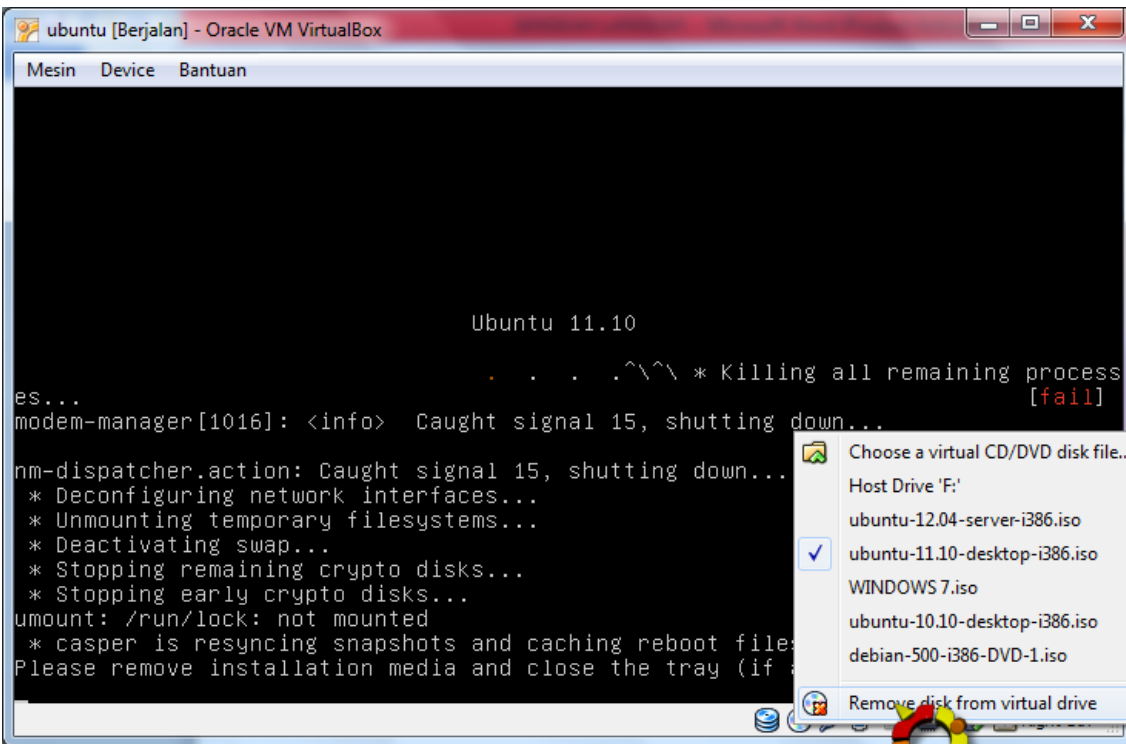 ubuntu [Berjalan] - Oracle VM VirtualBox
Mesin Device Bantuan
Ubuntu 11.10
. . . .^\^\ * Killing all remaining process
es... [fail]
modem-manager[1016]: <info> Caught signal 15, shutting down...
nm-dispatcher.action: Caught signal 15, shutting down...
* Deconfiguring network interfaces...
* Unmounting temporary filesystems...
* Deactivating swap...
* Stopping remaining crypto disks...
* Stopping early crypto disks...
umount: /run/lock: not mounted
* casper is resyncing snapshots and caching reboot file
Please remove installation media and close the tray (if
Choose a virtual CD/DVD disk file..
Host Drive 'F:'
ubuntu-12.04-server-i386.iso
ubuntu-11.10-desktop-i386.iso
WINDOWS 7.iso
ubuntu-10.10-desktop-i386.iso
debian-500-i386-DVD-1.iso
Remove disk from virtual drive